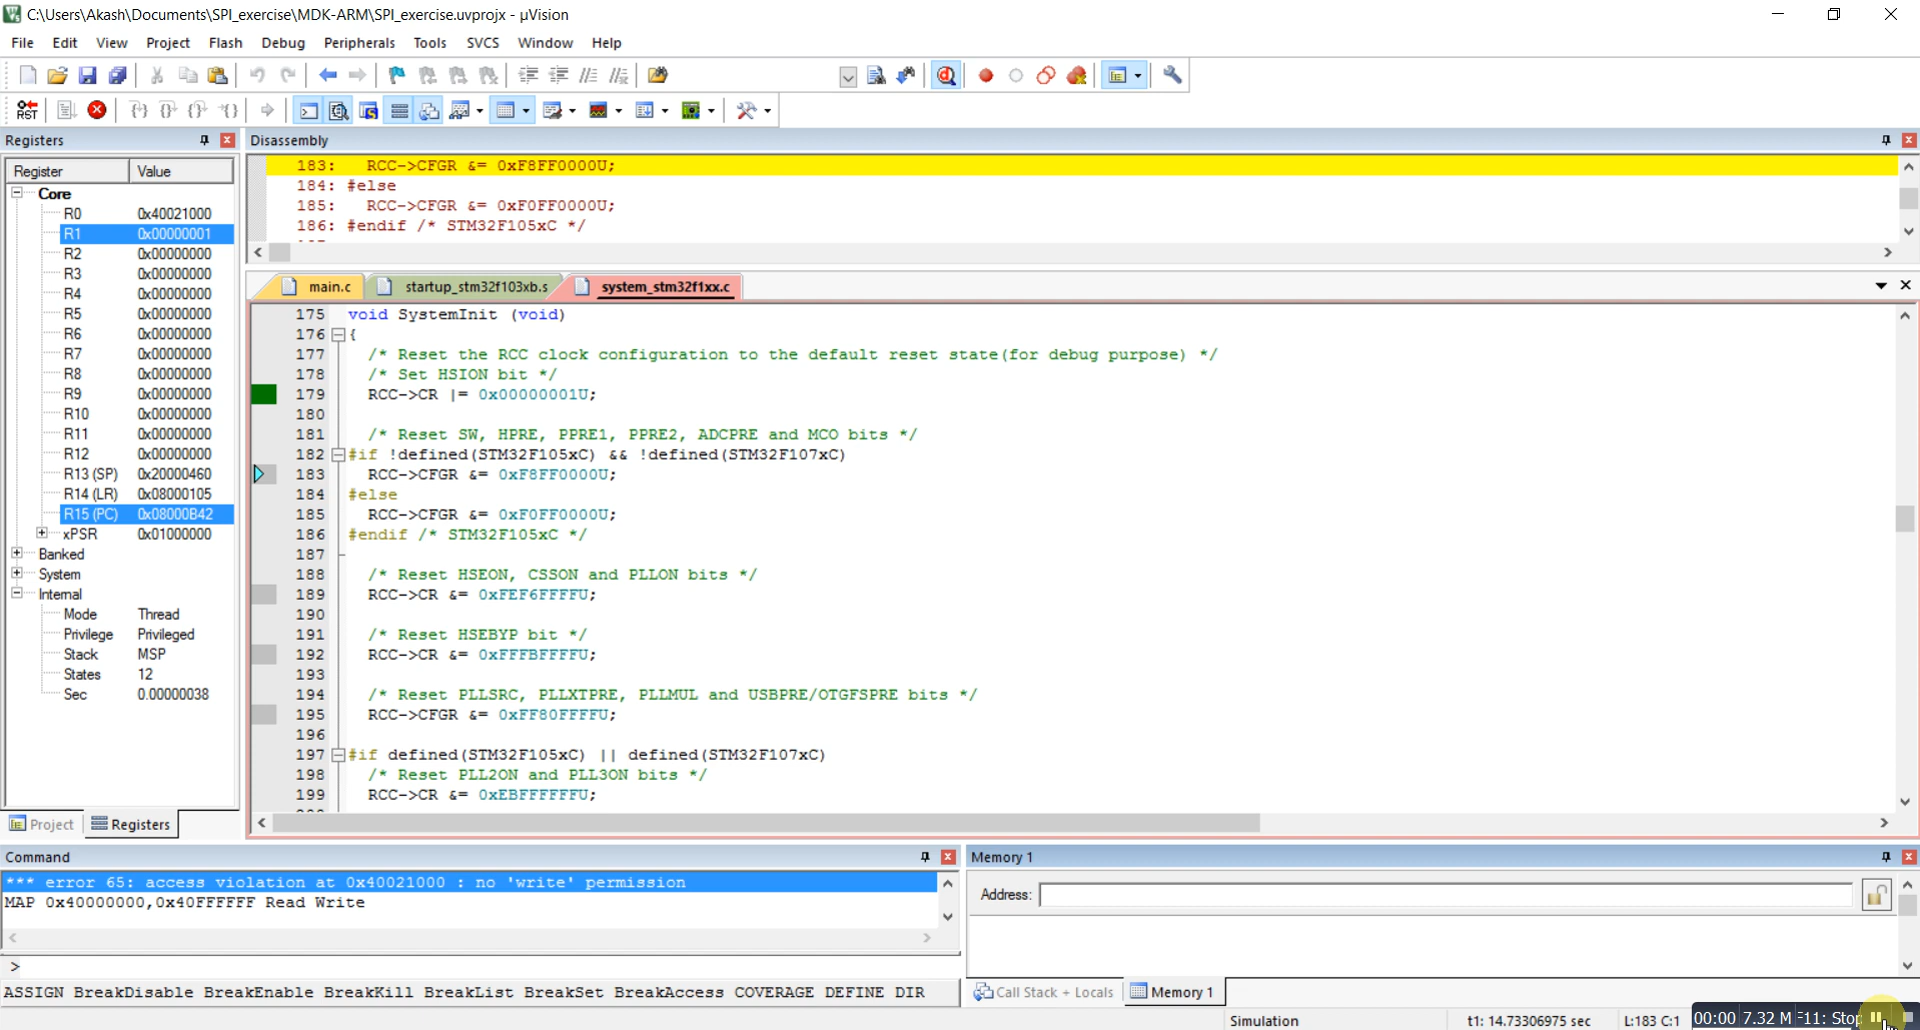 C:\Users\Akash\Documents\SPI_exercise\MDK-ARM\SPI_exercise.uvprojx - µVision
File Edit View Project Flash Debug Peripherals Tools SVCS Window Help
Registers
Register Value
Core
R0 0x40021000
R1 0x00000001
R2 0x00000000
R3 0x00000000
R4 0x00000000
R5 0x00000000
R6 0x00000000
R7 0x00000000
R8 0x00000000
R9 0x00000000
R10 0x00000000
R11 0x00000000
R12 0x00000000
R13 (SP) 0x20000460
R14 (LR) 0x08000105
R15 (PC) 0x08000B42
xPSR 0x01000000
Banked
System
Internal
Mode Thread
Privilege Privileged
Stack MSP
States 12
Sec 0.00000038
Project Registers
Disassembly
183: RCC->CFGR &= 0xF8FF0000U;
184: #else
185: RCC->CFGR &= 0xF0FF0000U;
186: #endif /* STM32F105xC */
main.c startup_stm32f103xb.s system_stm32f1xx.c
175 void SystemInit (void)
176 {
177 /* Reset the RCC clock configuration to the default reset state(for debug purpose) */
178 /* Set HSION bit */
179 RCC->CR |= 0x00000001U;
180
181 /* Reset SW, HPRE, PPRE1, PPRE2, ADCPRE and MCO bits */
182 #if !defined(STM32F105xC) && !defined(STM32F107xC)
183 RCC->CFGR &= 0xF8FF0000U;
184 #else
185 RCC->CFGR &= 0xF0FF0000U;
186 #endif /* STM32F105xC */
187
188 /* Reset HSEON, CSSON and PLLON bits */
189 RCC->CR &= 0xFEF6FFFFU;
190
191 /* Reset HSEBYP bit */
192 RCC->CR &= 0xFFFBFFFFU;
193
194 /* Reset PLLSRC, PLLXTPRE, PLLMUL and USBPRE/OTGFSPRE bits */
195 RCC->CFGR &= 0xFF80FFFFU;
196
197 #if defined(STM32F105xC) || defined(STM32F107xC)
198 /* Reset PLL2ON and PLL3ON bits */
199 RCC->CR &= 0xEBFFFFFFU;
Command
*** error 65: access violation at 0x40021000 : no 'write' permission
MAP 0x40000000,0x40FFFFFF Read Write
>
ASSIGN BreakDisable BreakEnable BreakKill BreakList BreakSet BreakAccess COVERAGE DEFINE DIR
Memory 1
Address:
Call Stack + Locals Memory 1
Simulation t1: 14.73306975 sec L:183 C:1 00:00 7.32 M